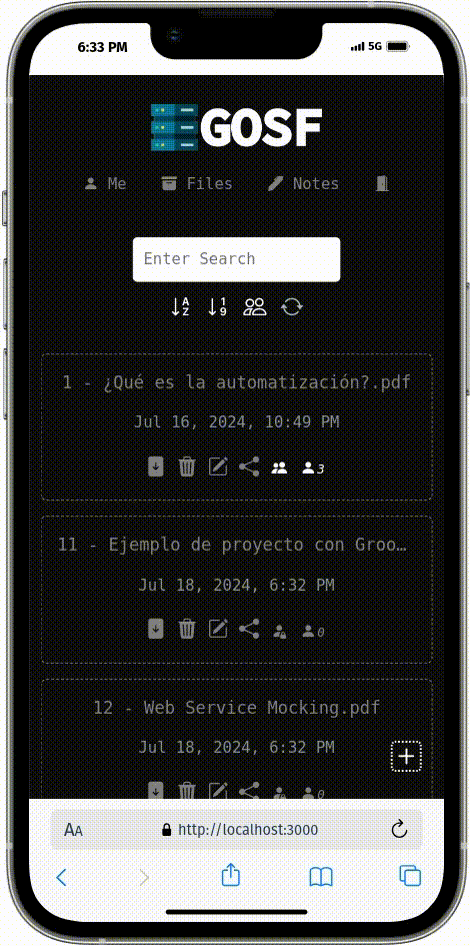 6:33 PM 5G
GOSF
Me Files Notes
Enter Search
A Z 1 9
1 - ¿Qué es la automatización?.pdf
Jul 16, 2024, 10:49 PM
3
11 - Ejemplo de proyecto con Groo…
Jul 18, 2024, 6:32 PM
0
12 - Web Service Mocking.pdf
Jul 18, 2024, 6:32 PM
0
AA http://localhost:3000